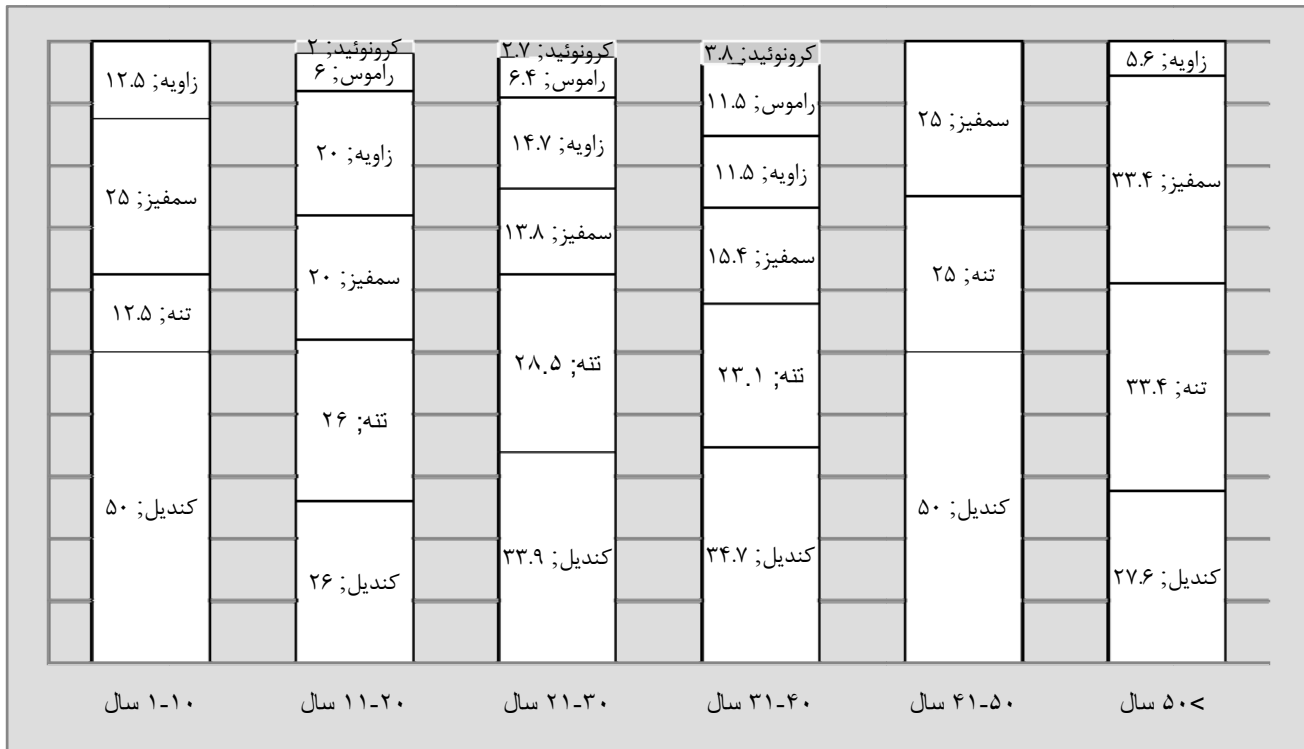 زاویه; ۱۲.۵
سمفیز; ۲۵
تنه; ۱۲.۵
کندیل; ۵۰
۱-۱۰ سال
کرونوئید; ۲
راموس; ۶
زاویه; ۲۰
سمفیز; ۲۰
تنه; ۲۶
کندیل; ۲۶
۱۱-۲۰ سال
کرونوئید; ۲.۷
راموس; ۶.۴
زاویه; ۱۴.۷
سمفیز; ۱۳.۸
تنه; ۲۸.۵
کندیل; ۳۳.۹
۲۱-۳۰ سال
کرونوئید; ۳.۸
راموس; ۱۱.۵
زاویه; ۱۱.۵
سمفیز; ۱۵.۴
تنه; ۲۳.۱
کندیل; ۳۴.۷
۳۱-۴۰ سال
سمفیز; ۲۵
تنه; ۲۵
کندیل; ۵۰
۴۱-۵۰ سال
زاویه; ۵.۶
سمفیز; ۳۳.۴
تنه; ۳۳.۴
کندیل; ۲۷.۶
>۵۰ سال